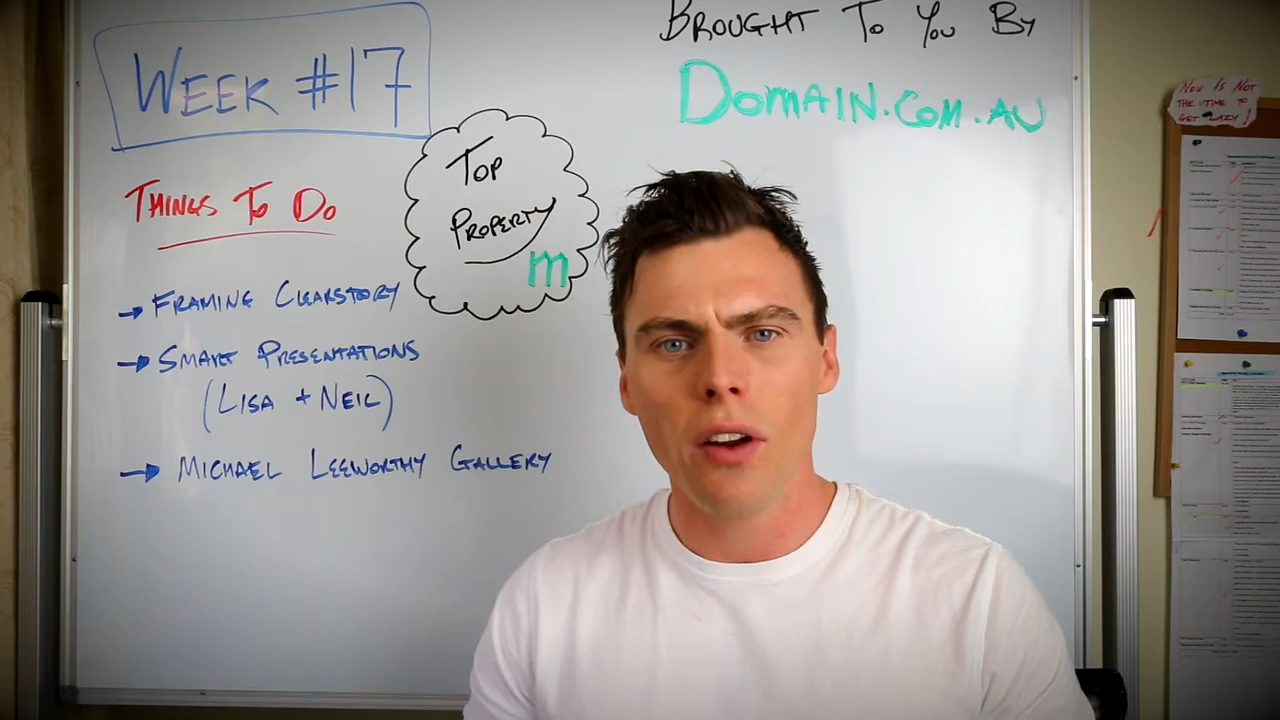 WEEK #17
BROUGHT TO YOU BY
DOMAIN.COM.AU
THINGS TO DO
TOP
PROPERTY
m
→ FRAMING CLEARSTORY
→ SMART PRESENTATIONS
(LISA + NEIL)
→ MICHAEL LEEWORTHY GALLERY
NOW IS NOT
THE TIME TO
GET LAZY!